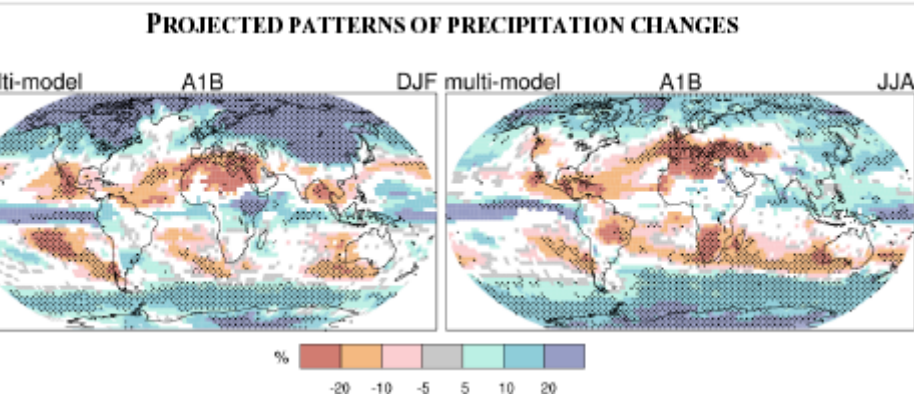 PROJECTED PATTERNS OF PRECIPITATION CHANGES
lti-model A1B DJF multi-model A1B JJA
%
-20 -10 -5 5 10 20